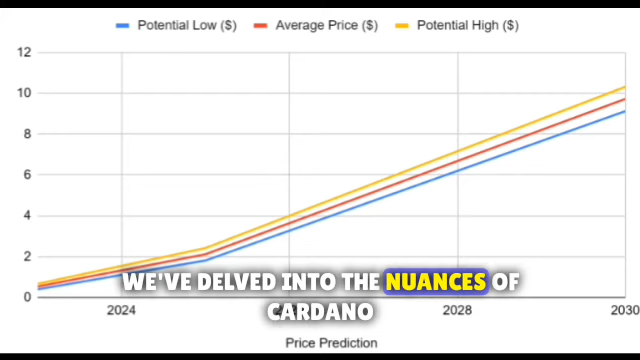 Potential Low ($) Average Price ($) Potential High ($)
12
10
8
6
4
2
0
WE'VE DELVED INTO THE NUANCES OF
CARDANO
2024 2028 2030
Price Prediction